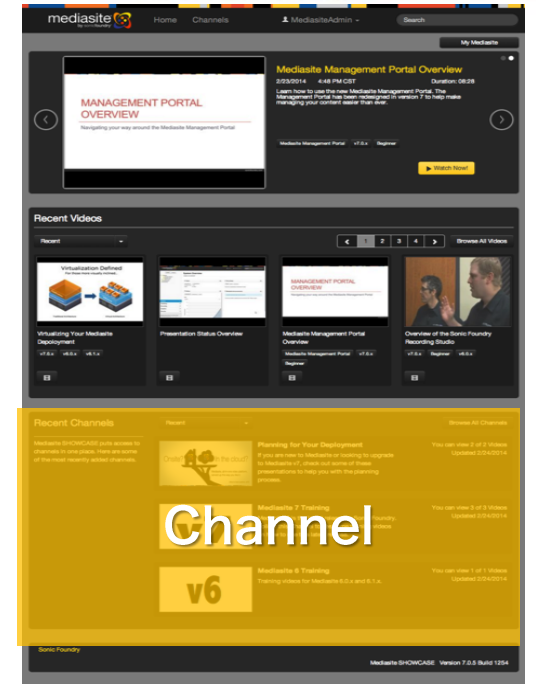 mediasite
by sonicfoundry
Home Channels MediasiteAdmin Search
My Mediasite
Mediasite Management Portal Overview
2/23/2014 4:48 PM CST Duration: 08:28
Learn how to use the new Mediasite Management Portal. The
Management Portal has been redesigned in version 7 to help make
managing your content easier than ever.
MANAGEMENT PORTAL
OVERVIEW
Navigating your way around the Mediasite Management Portal
Mediasite Management Portal v7.0.x Beginner
Watch Now!
Recent Videos
Recent 1 2 3 4 Browse All Videos
Virtualization Defined
MANAGEMENT PORTAL
OVERVIEW
Virtualizing Your Mediasite
Depoloyment
v7.0.x v6.0.x v6.1.x
Presentation Status Overview
Mediasite Management Portal
Overview
Mediasite Management Portal v7.0.x
Beginner
Overview of the Sonic Foundry
Recording Studio
v7.0.x Beginner v6.0.x
Recent Channels Recent Browse All Channels
Mediasite SHOWCASE puts access to
channels in one place. Here are some
of the most recently added channels.
Planning for Your Deployment
If you are new to Mediasite or looking to upgrade
to Mediasite v7, check out some of these
presentations to help you with the planning
process.
You can view 2 of 2 Videos
Updated 2/24/2014
Channel
Mediasite 7 Training
Sonic Foundry,
videos
You can view 3 of 3 Videos
Updated 2/24/2014
v6
Mediasite 6 Training
Training videos for Mediasite 6.0.x and 6.1.x.
You can view 1 of 1 Videos
Updated 2/24/2014
Sonic Foundry
Mediasite SHOWCASE Version 7.0.5 Build 1254